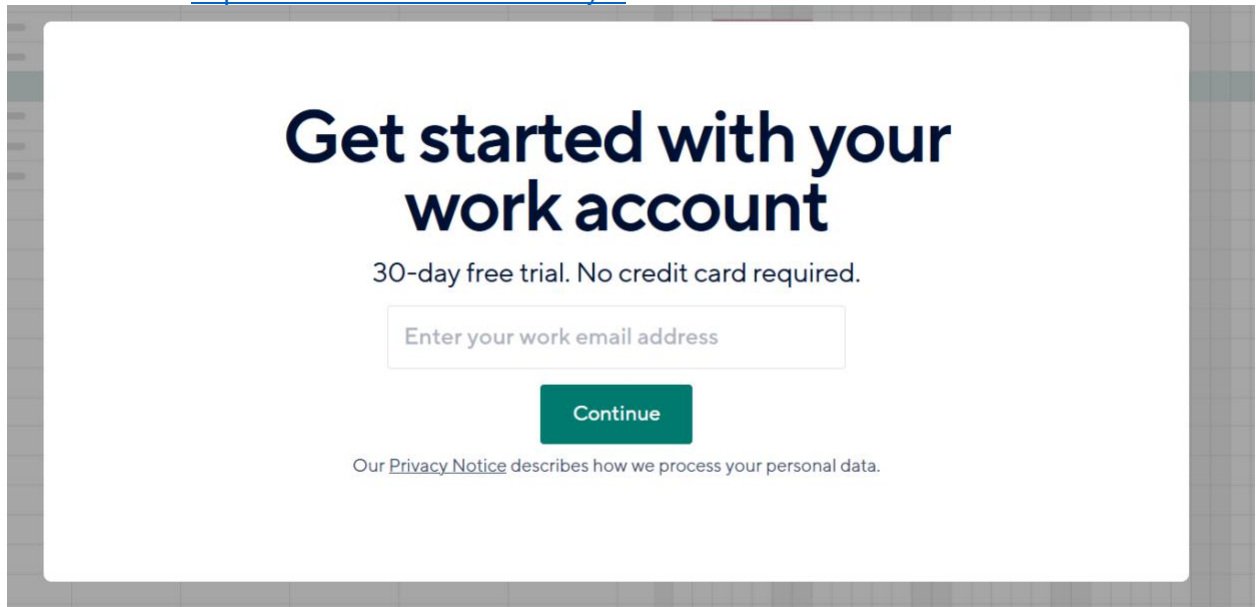 Get started with your
work account
30-day free trial. No credit card required.
Enter your work email address
Continue
Our Privacy Notice describes how we process your personal data.